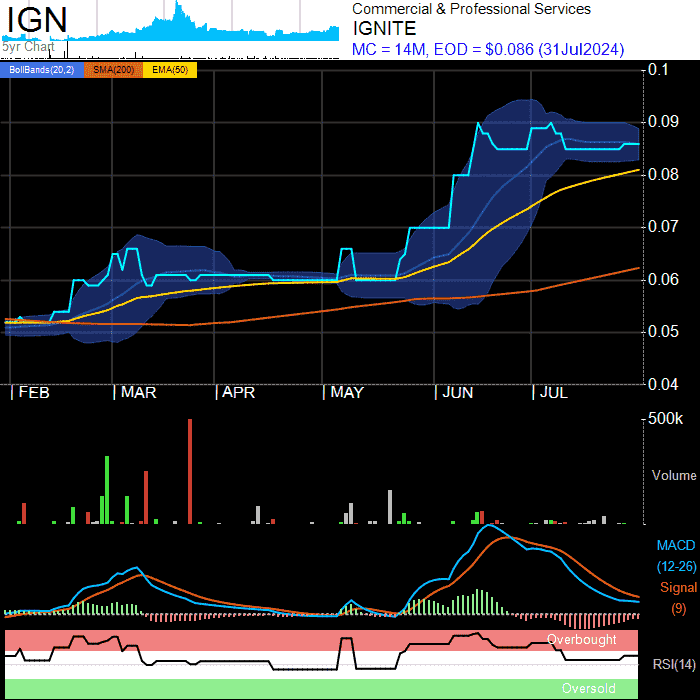 IGN
5yr Chart
Commercial & Professional Services
IGNITE
MC = 14M, EOD = $0.086 (31Jul2024)
BollBands(20,2) SMA(200) EMA(50)
0.1
0.09
0.08
0.07
0.06
0.05
0.04
FEB MAR APR MAY JUN JUL
500k
Volume
MACD
(12-26)
Signal
(9)
Overbought
RSI(14)
Oversold